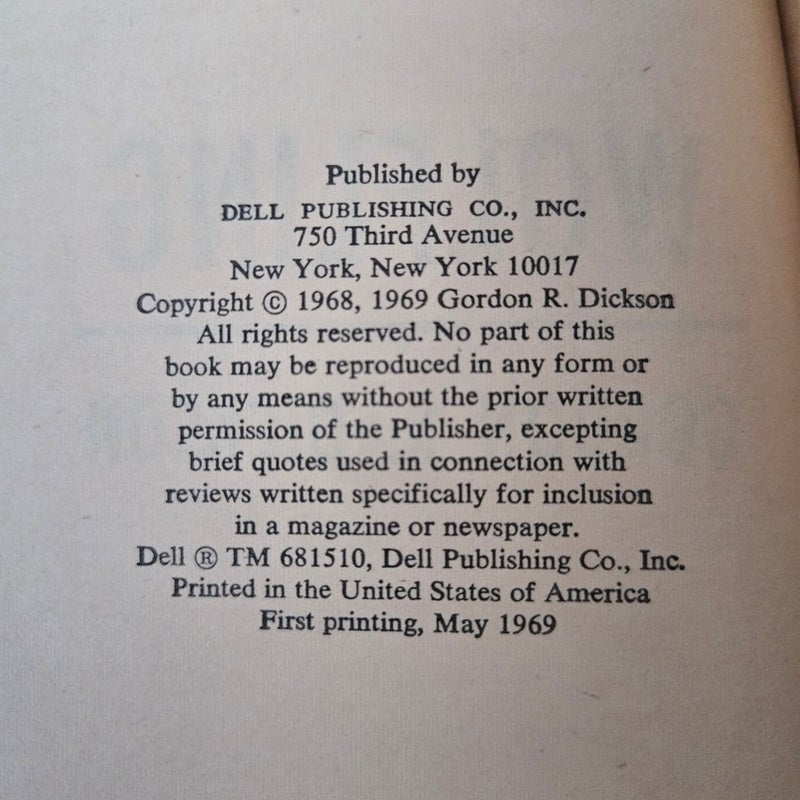 Published by
DELL PUBLISHING CO., INC.
750 Third Avenue
New York, New York 10017
Copyright © 1968, 1969 Gordon R. Dickson
All rights reserved. No part of this
book may be reproduced in any form or
by any means without the prior written
permission of the Publisher, excepting
brief quotes used in connection with
reviews written specifically for inclusion
in a magazine or newspaper.
Dell ® TM 681510, Dell Publishing Co., Inc.
Printed in the United States of America
First printing, May 1969